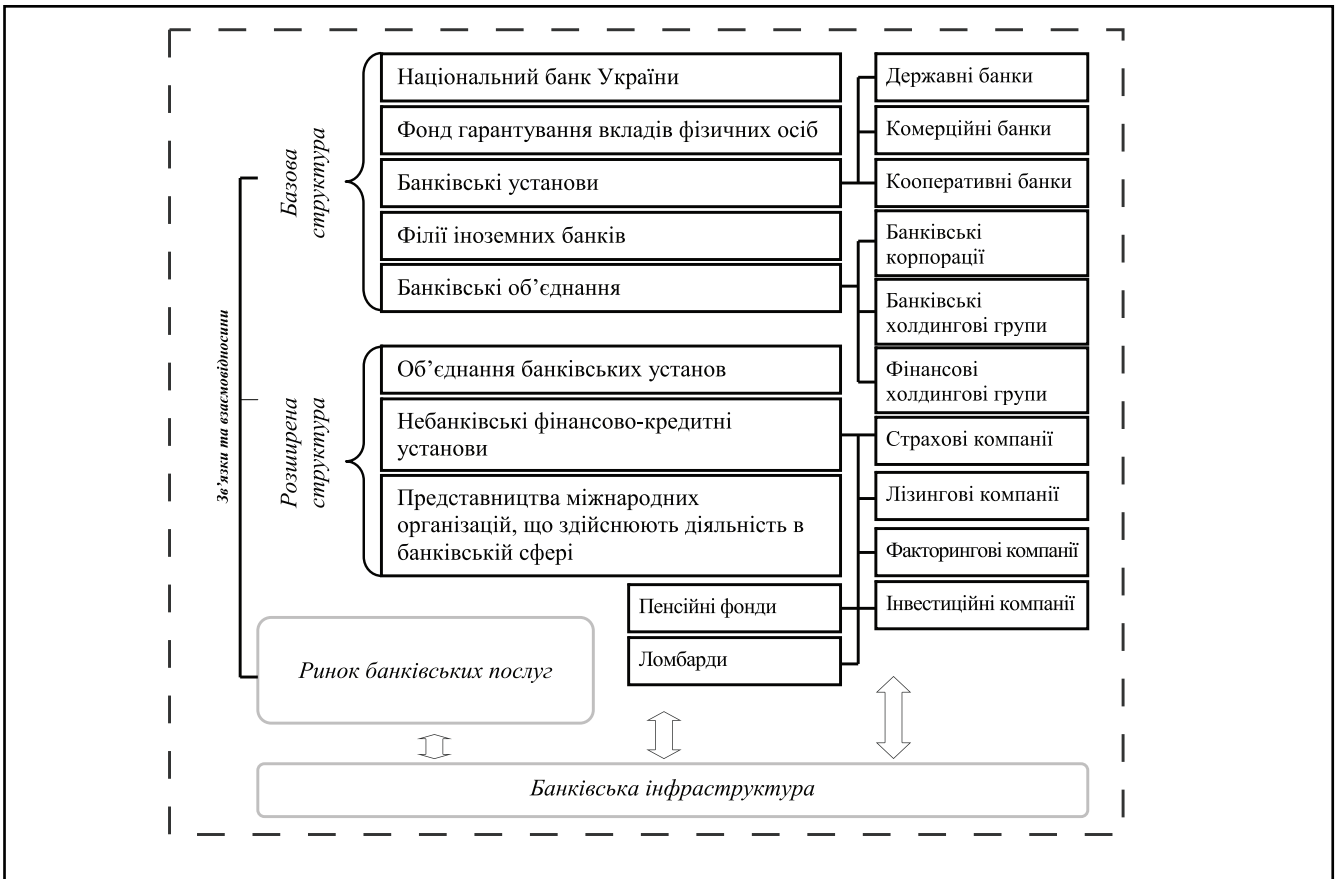 Зв’язки та взаємовідносини
Базова
структура
Національний банк України
Фонд гарантування вкладів фізичних осіб
Банківські установи
Філії іноземних банків
Банківські об’єднання
Державні банки
Комерційні банки
Кооперативні банки
Банківські
корпорації
Банківські
холдингові групи
Фінансові
холдингові групи
Розширена
структура
Об’єднання банківських установ
Небанківські фінансово-кредитні
установи
Представництва міжнародних
організацій, що здійснюють діяльність в
банківській сфері
Страхові компанії
Лізингові компанії
Факторингові компанії
Інвестиційні компанії
Пенсійні фонди
Ломбарди
Ринок банківських послуг
Банківська інфраструктура